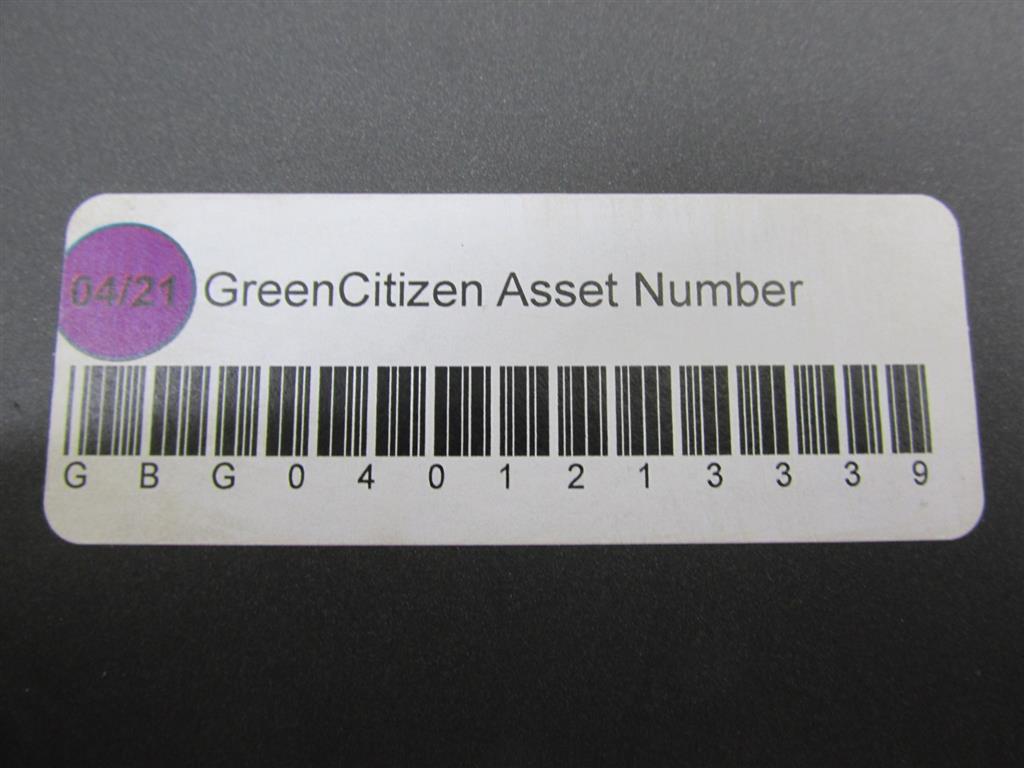 04/21 GreenCitizen Asset Number
G B G 0 4 0 1 2 1 3 3 3 9